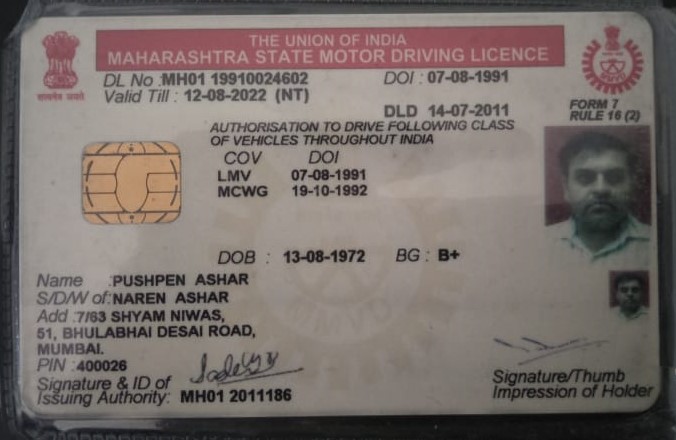 THE UNION OF INDIA
MAHARASHTRA STATE MOTOR DRIVING LICENCE
DL No :MH01 19910024602 DOI : 07-08-1991
Valid Till : 12-08-2022 (NT)
DLD 14-07-2011
FORM 7
RULE 16 (2)
AUTHORISATION TO DRIVE FOLLOWING CLASS
OF VEHICLES THROUGHOUT INDIA
COV DOI
LMV 07-08-1991
MCWG 19-10-1992
DOB : 13-08-1972 BG : B+
Name :PUSHPEN ASHAR
S/D/W of :NAREN ASHAR
Add :7/63 SHYAM NIWAS,
51, BHULABHAI DESAI ROAD,
MUMBAI.
PIN :400026
Signature & ID of
Issuing Authority: MH01 2011186
Signature/Thumb
Impression of Holder